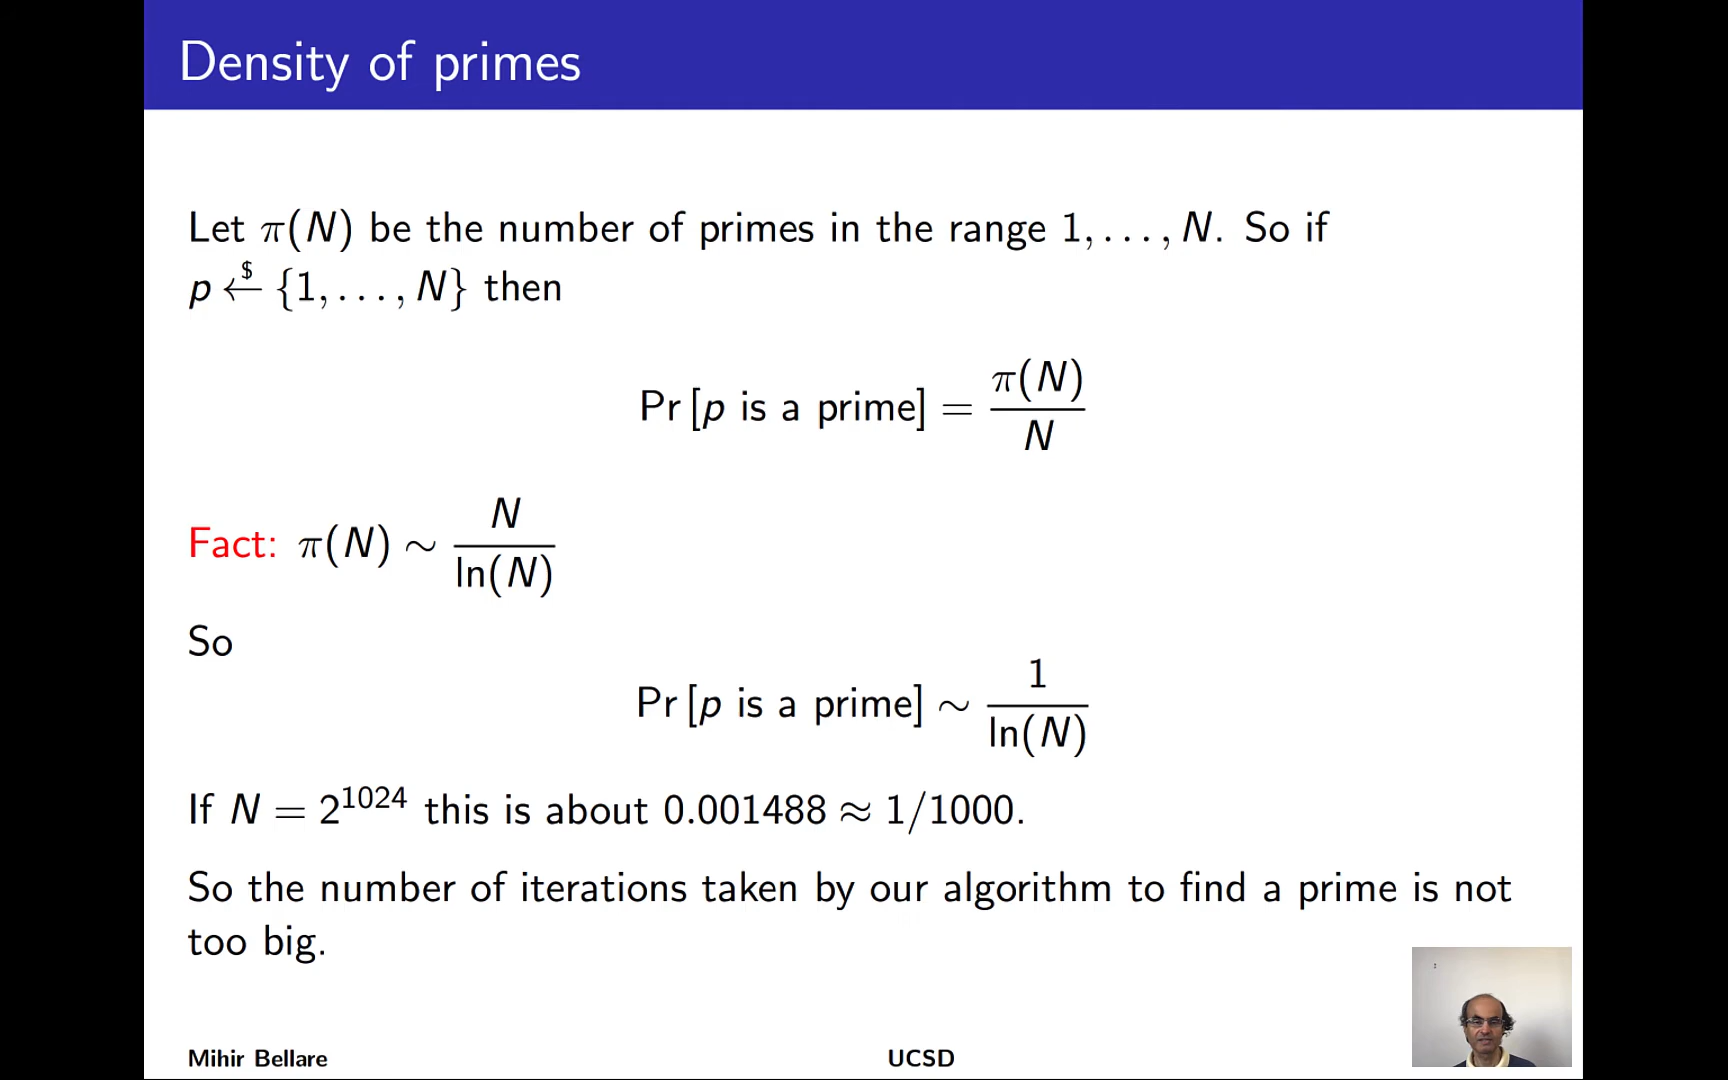 Density of primes
Let π(N) be the number of primes in the range 1, . . . , N. So if
p ←$ {1, . . . , N} then
Pr [p is a prime] = π(N) / N
Fact: π(N) ∼ N / ln(N)
So
Pr [p is a prime] ∼ 1 / ln(N)
If N = 2^1024 this is about 0.001488 ≈ 1/1000.
So the number of iterations taken by our algorithm to find a prime is not
too big.
Mihir Bellare UCSD